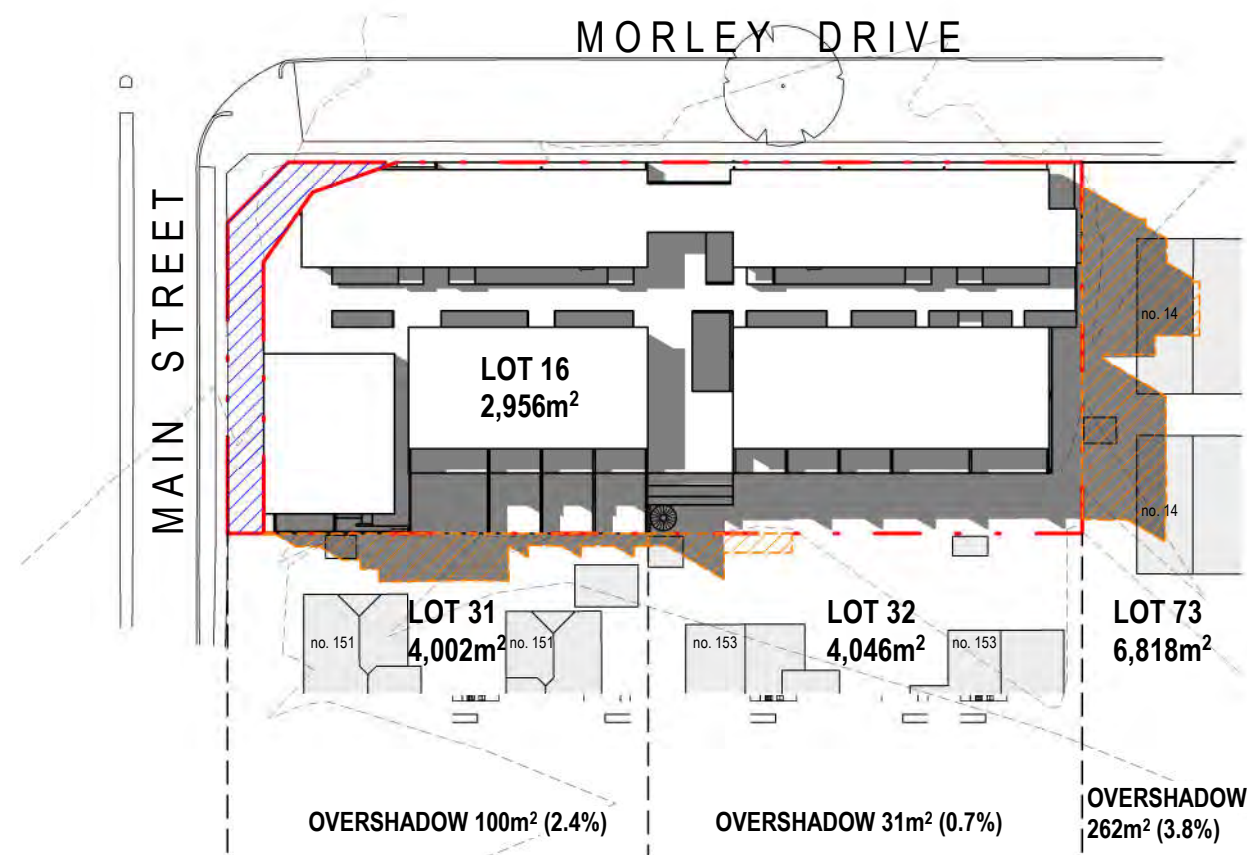 MORLEY DRIVE
MAIN STREET
LOT 16
2,956m²
no. 14
no. 14
LOT 31
4,002m²
no. 151
no. 151
LOT 32
4,046m²
no. 153
no. 153
LOT 73
6,818m²
OVERSHADOW 100m² (2.4%)
OVERSHADOW 31m² (0.7%)
OVERSHADOW
262m² (3.8%)